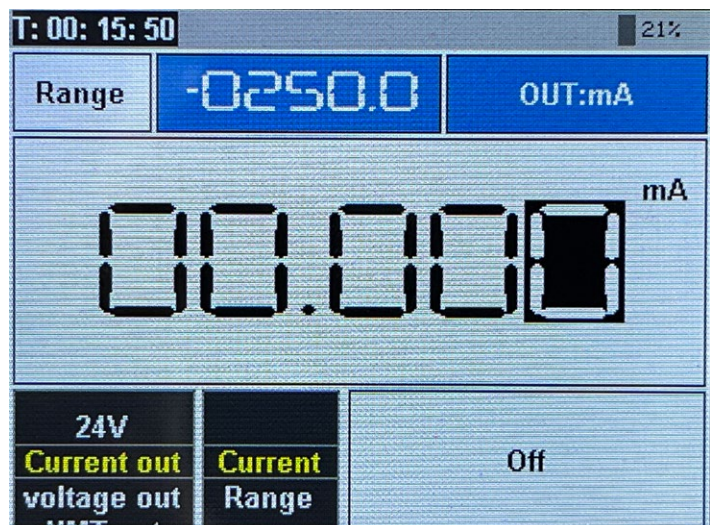 T: 00: 15: 50 21%
Range -0250.0 OUT:mA
mA
00.000
24V
Current out Current Off
voltage out Range